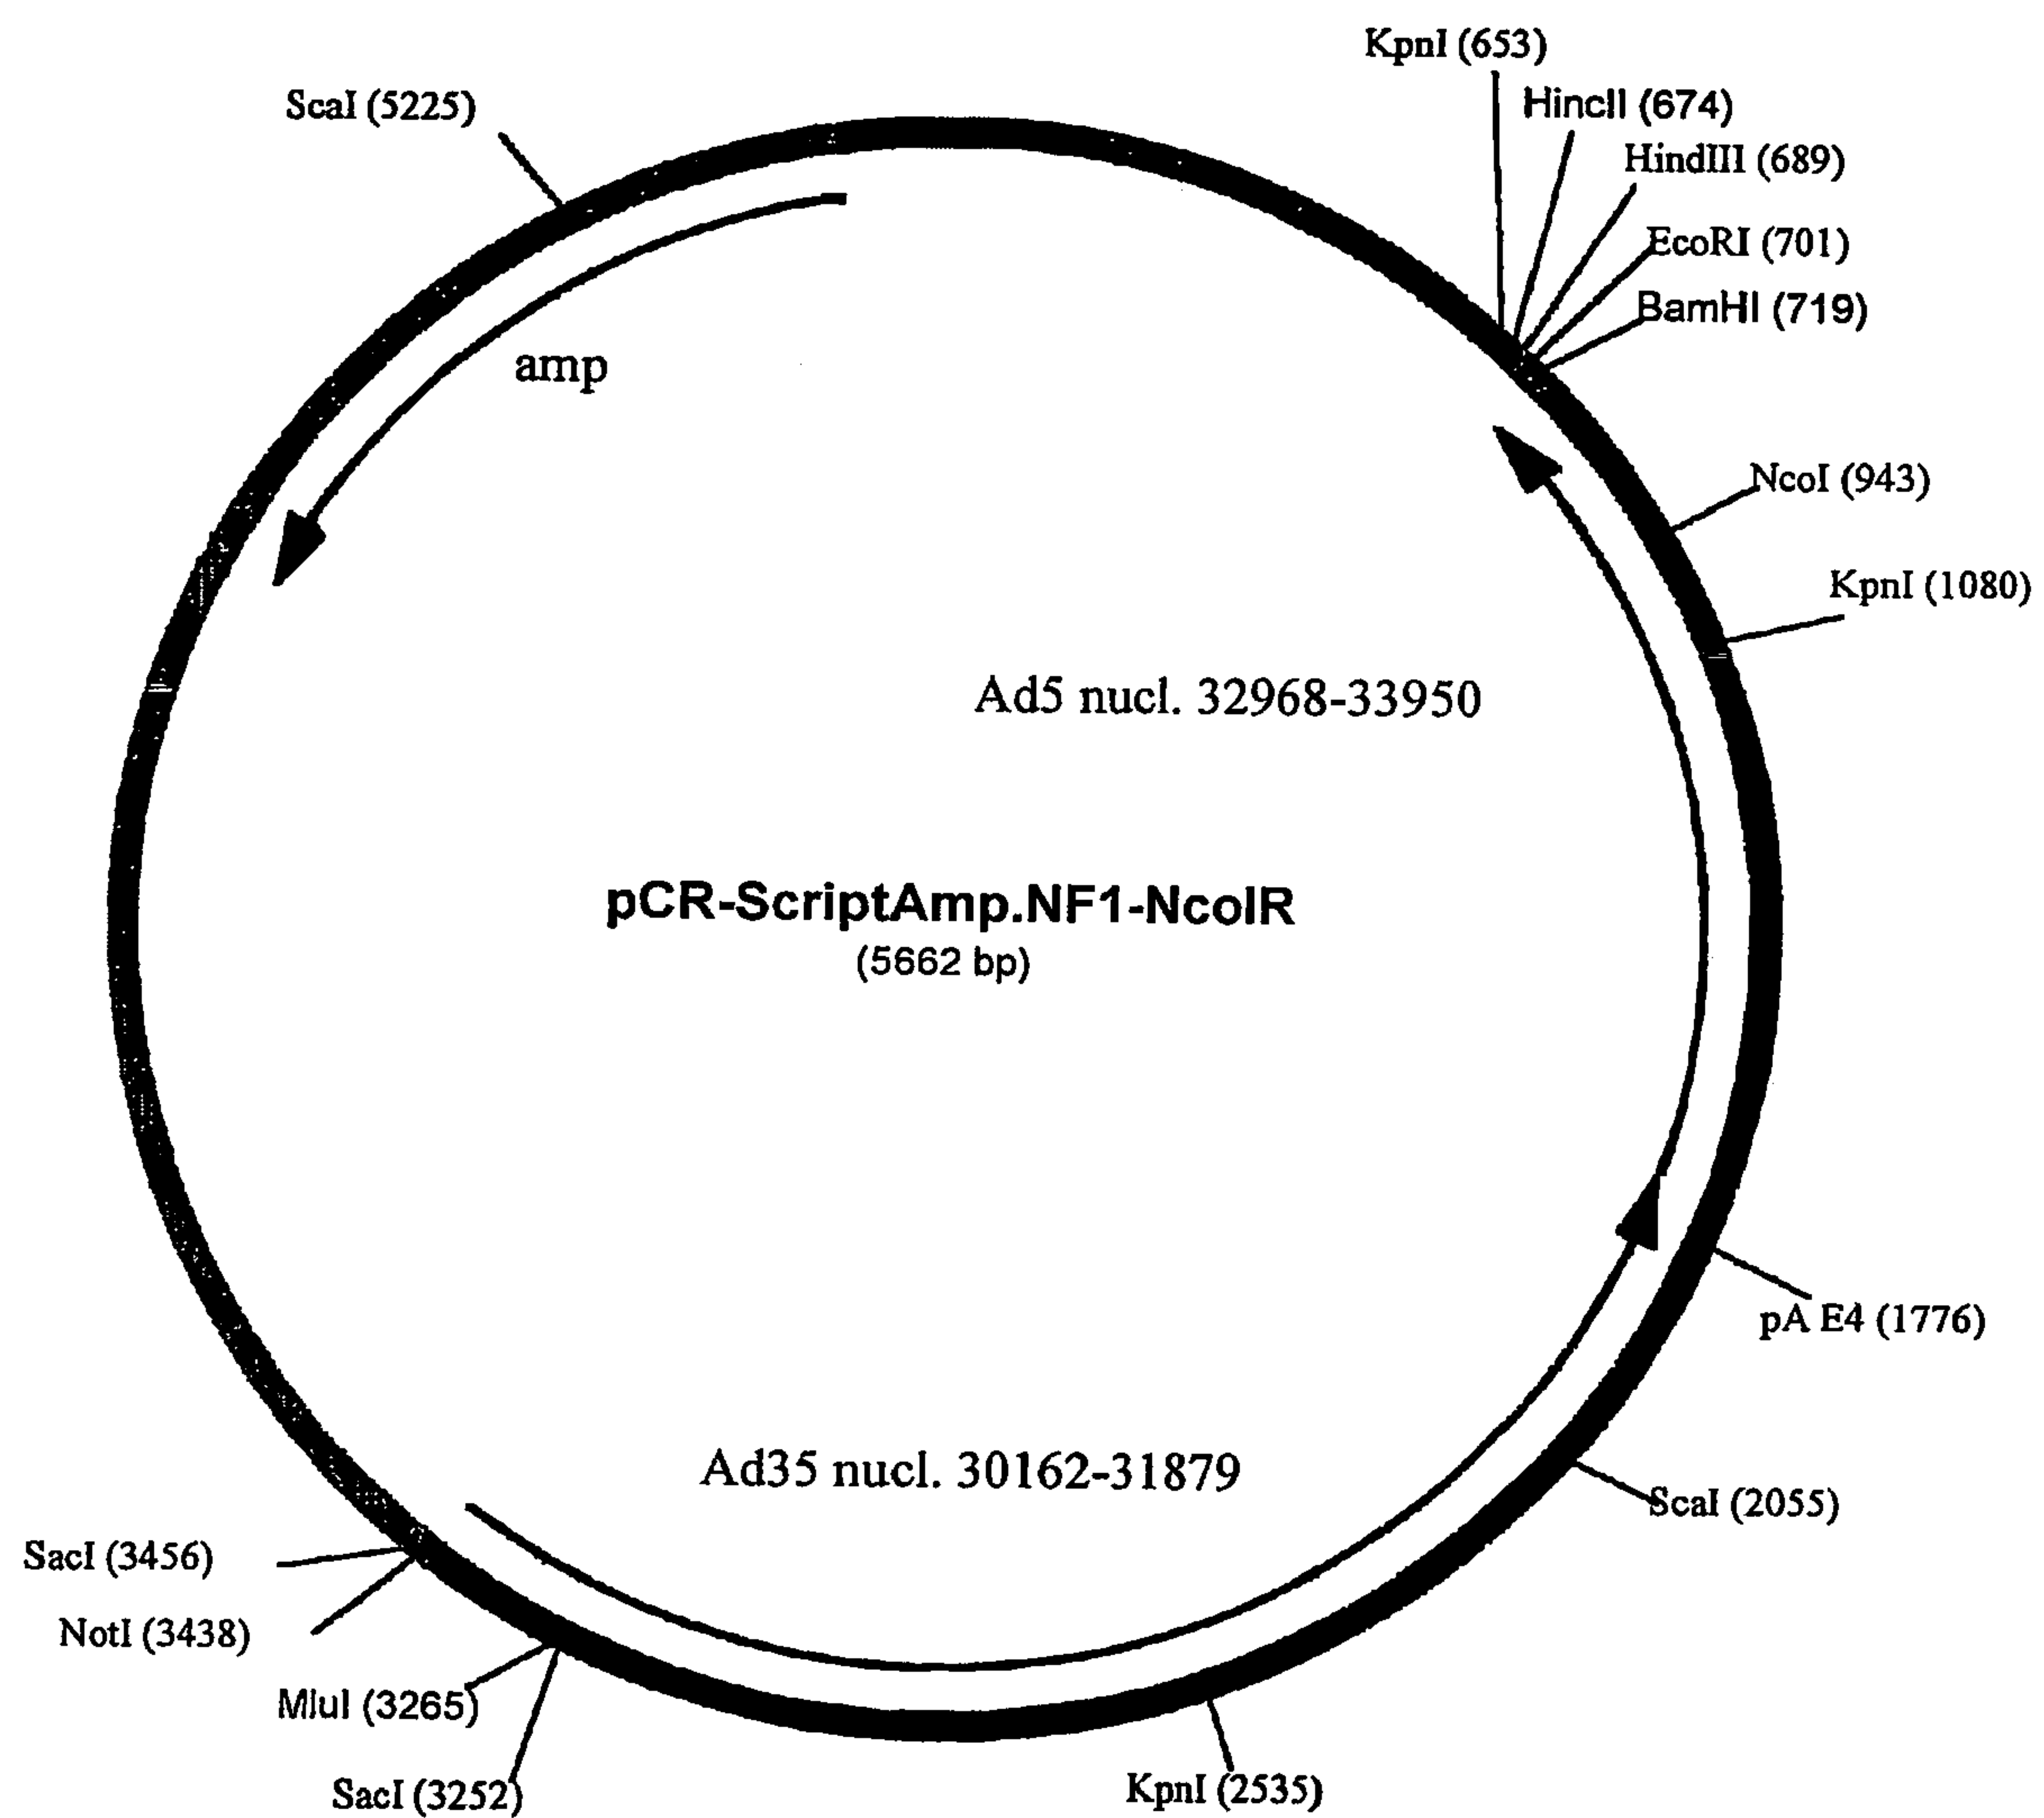 KpnI (653)
ScaI (5225)
HincII (674)
HindIII (689)
EcoRI (701)
BamHI (719)
amp
NcoI (943)
KpnI (1080)
Ad5 nucl. 32968-33950
pCR-ScriptAmp.NF1-NcoIR
(5662 bp)
pA E4 (1776)
Ad35 nucl. 30162-31879
ScaI (2055)
SacI (3456)
NotI (3438)
MluI (3265)
SacI (3252)
KpnI (2535)